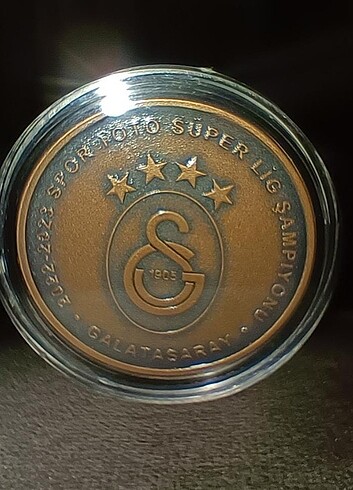 2022-2023 SPOR TOTO SÜPER LİG ŞAMPİYONU
1905
• GALATASARAY •